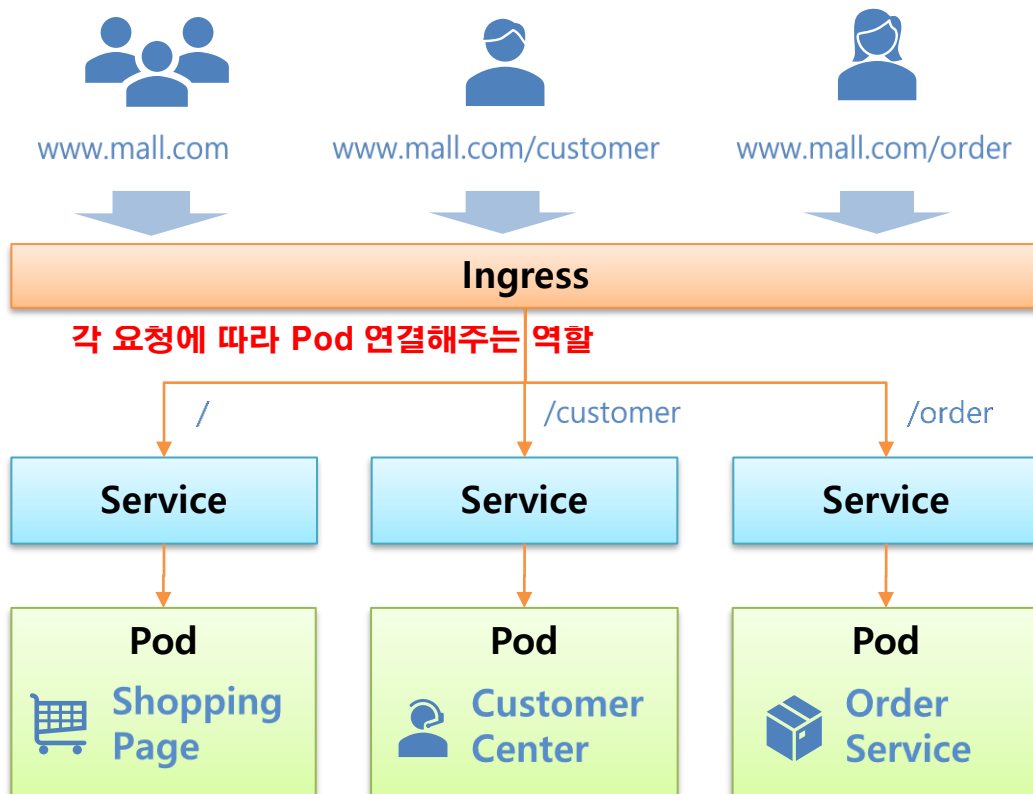 www.mall.com
www.mall.com/customer
www.mall.com/order
Ingress
각 요청에 따라 Pod 연결해주는 역할
/
/customer
/order
Service
Service
Service
Pod
Shopping
Page
Pod
Customer
Center
Pod
Order
Service